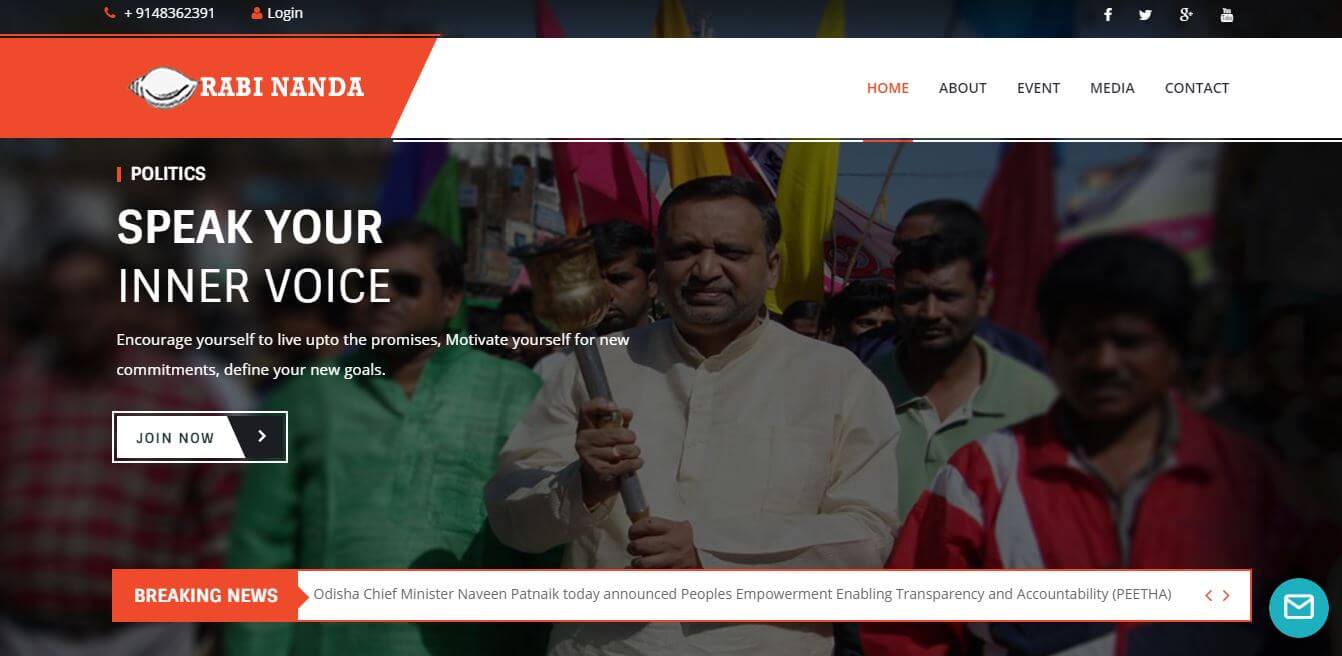 + 9148362391
Login
RABI NANDA
HOME
ABOUT
EVENT
MEDIA
CONTACT
POLITICS
SPEAK YOUR
INNER VOICE
Encourage yourself to live upto the promises, Motivate yourself for new
commitments, define your new goals.
JOIN NOW
BREAKING NEWS
Odisha Chief Minister Naveen Patnaik today announced Peoples Empowerment Enabling Transparency and Accountability (PEETHA)